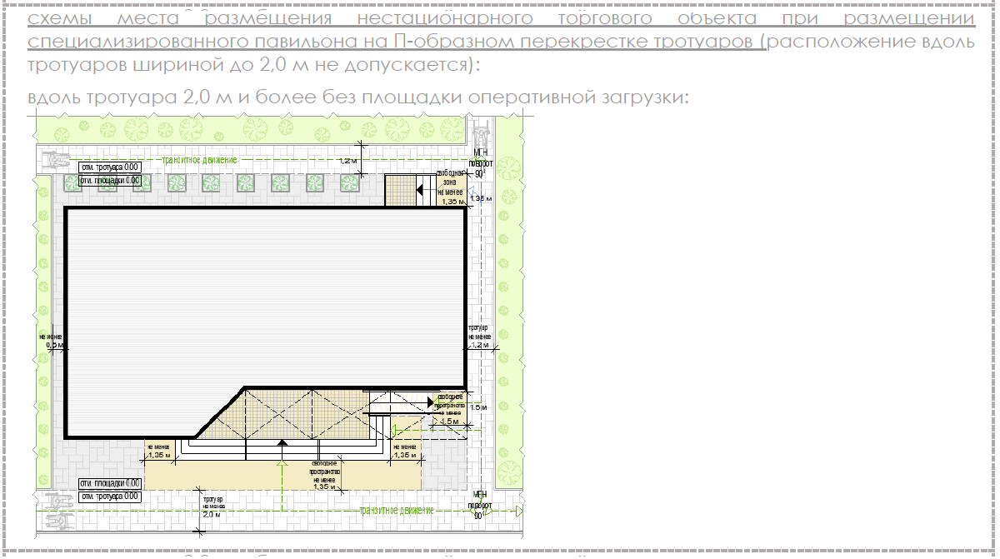 схемы места размещения нестационарного торгового объекта при размещении
специализированного павильона на П-образном перекрестке тротуаров (расположение вдоль
тротуаров шириной до 2,0 м не допускается):
вдоль тротуара 2,0 м и более без площадки оперативной загрузки:
МГН
поворот
90°
транзитное движение
1,2 м
отм. тротуара 0.00
отм. площадки 0.00
свободная
зона
не менее
1,35 м
1,35 м
не менее
0,5 м
тротуар
не менее
1,2 м
свободное
пространство
не менее
1,5 м
1,5 м
не менее
1,35 м
не менее
1,35 м
свободное
пространство
не менее
1,35 м
отм. площадки 0.00
отм. тротуара 0.00
тротуар
не менее
2,0 м
транзитное движение
МГН
поворот
90°